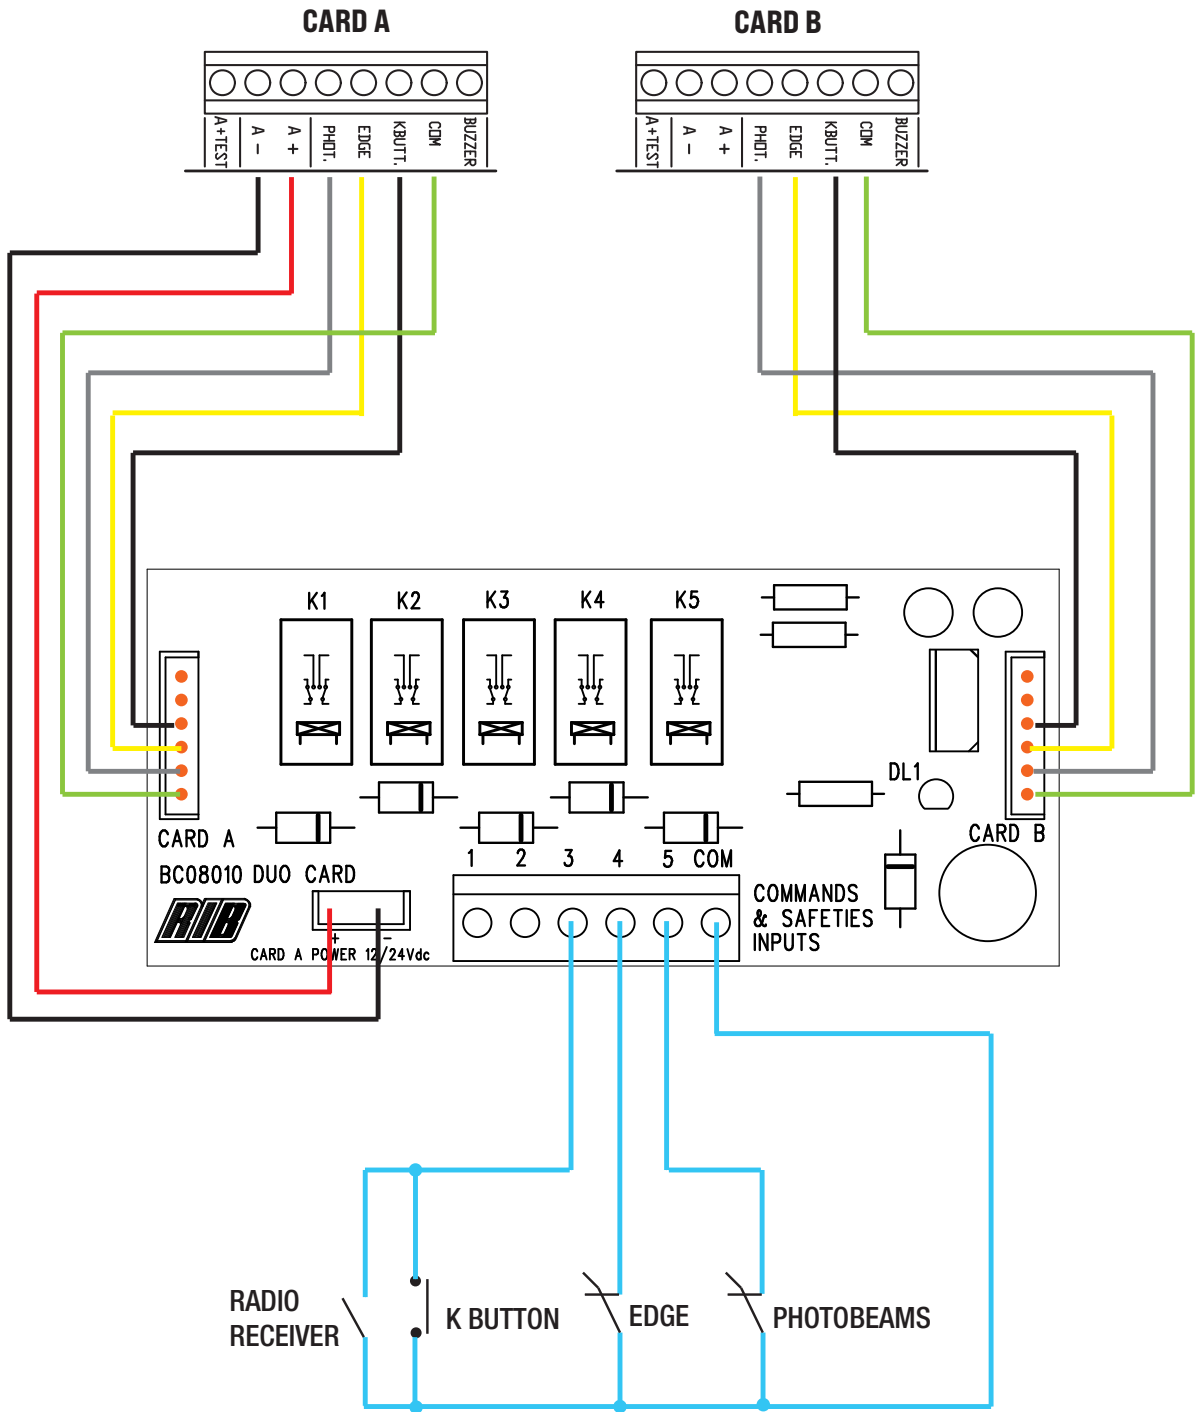 CARD A
CARD B
A+TEST
A -
A +
PHOT.
EDGE
KBUTT.
COM
BUZZER
A+TEST
A -
A +
PHOT.
EDGE
KBUTT.
COM
BUZZER
K1
K2
K3
K4
K5
DL1
CARD A
CARD B
1 2 3 4 5 COM
BC08010 DUO CARD
RIB
COMMANDS
& SAFETIES
INPUTS
+ -
CARD A POWER 12/24Vdc
RADIO
RECEIVER
K BUTTON
EDGE
PHOTOBEAMS